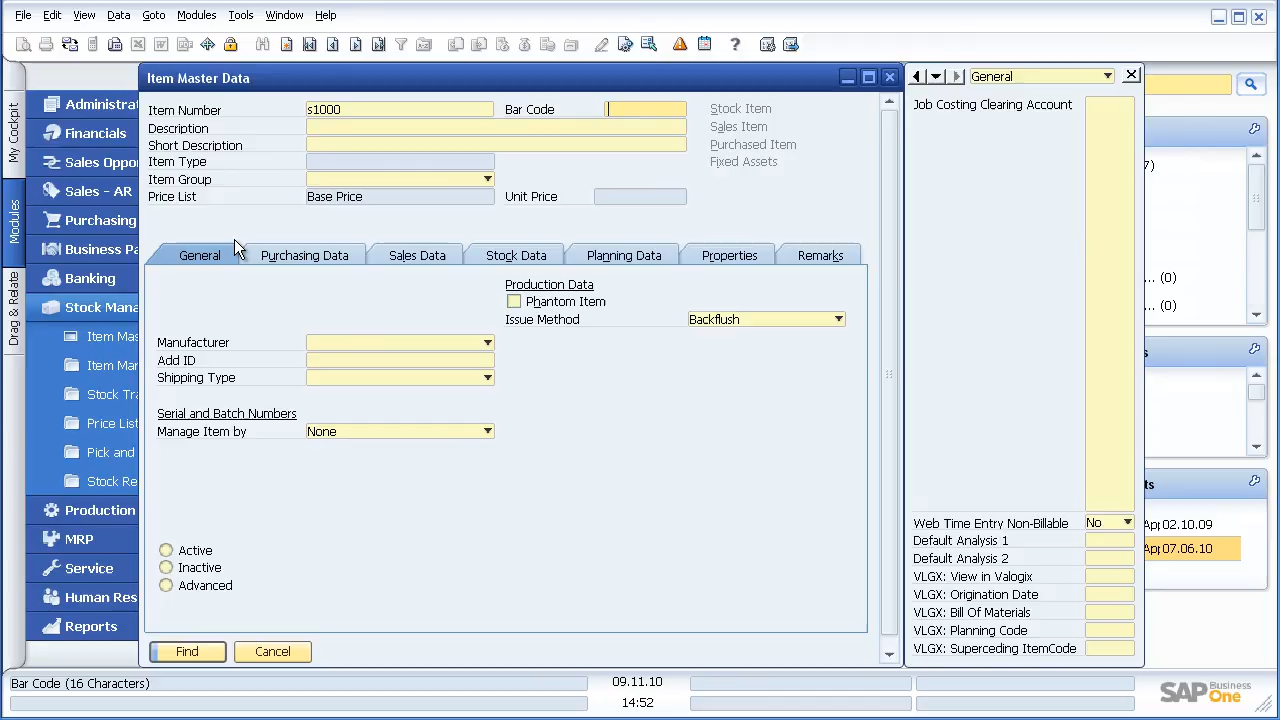 File Edit View Data Goto Modules Tools Window Help
Item Master Data
General
My Cockpit
Modules
Drag & Relate
Administra
Financials
Sales Oppo
Sales - AR
Purchasing
Business Pa
Banking
Stock Mana
Item Mas
Item Mar
Stock Tra
Price List
Pick and
Stock Re
Production
MRP
Service
Human Res
Reports
Item Number s1000 Bar Code Stock Item
Description Sales Item
Short Description Purchased Item
Item Type Fixed Assets
Item Group
Price List Base Price Unit Price
General Purchasing Data Sales Data Stock Data Planning Data Properties Remarks
Production Data
Phantom Item
Issue Method Backflush
Manufacturer
Add ID
Shipping Type
Serial and Batch Numbers
Manage Item by None
Active
Inactive
Advanced
Find Cancel
Job Costing Clearing Account
Web Time Entry Non-Billable No
Default Analysis 1
Default Analysis 2
VLGX: View in Valogix
VLGX: Origination Date
VLGX: Bill Of Materials
VLGX: Planning Code
VLGX: Superceding ItemCode
7)
... (0)
... (0)
s
ts
02.10.09
07.06.10
Bar Code (16 Characters) 09.11.10
14:52
SAP Business One